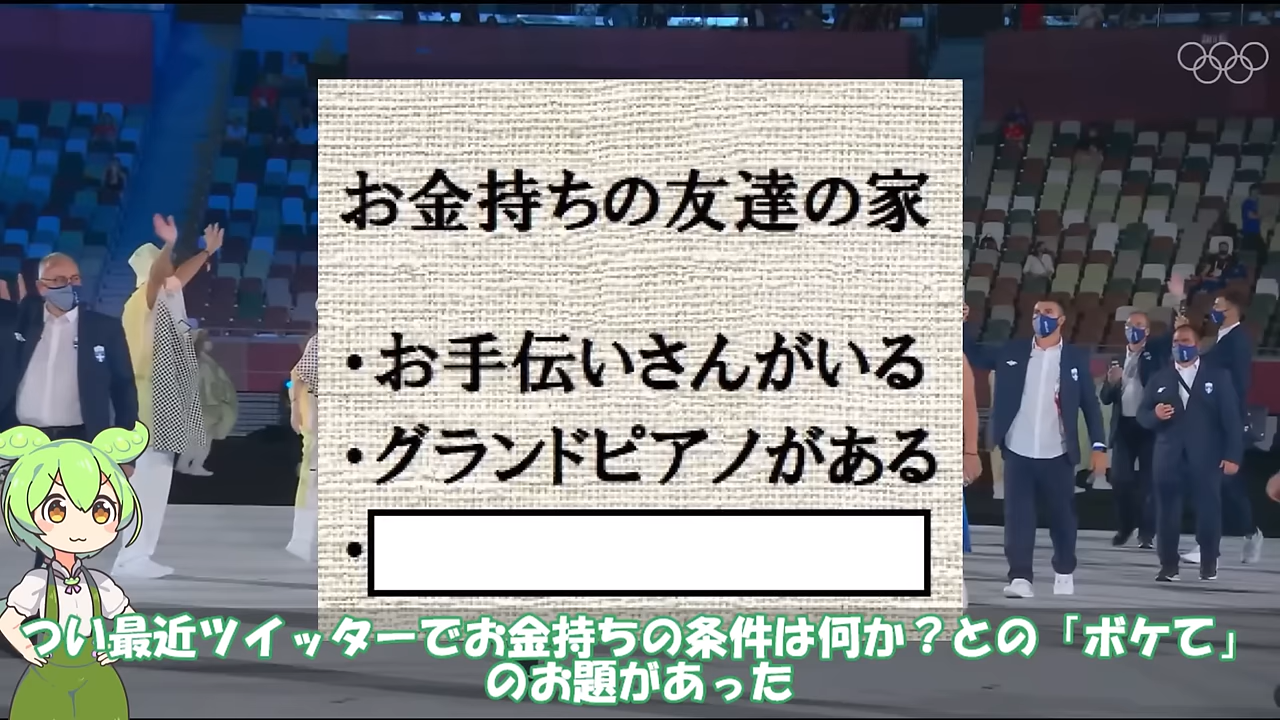 お金持ちの友達の家
・お手伝いさんがいる
・グランドピアノがある
・
つい最近ツイッターでお金持ちの条件は何か？との「ボケて」
のお題があった